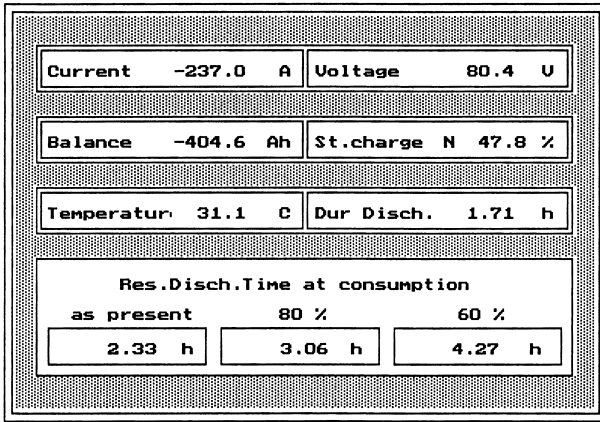 Current -237.0 A Voltage 80.4 V
Balance -404.6 Ah St.charge N 47.8 %
Temperatur 31.1 C Dur Disch. 1.71 h
Res.Disch.Time at consumption
as present 80 % 60 %
2.33 h 3.06 h 4.27 h